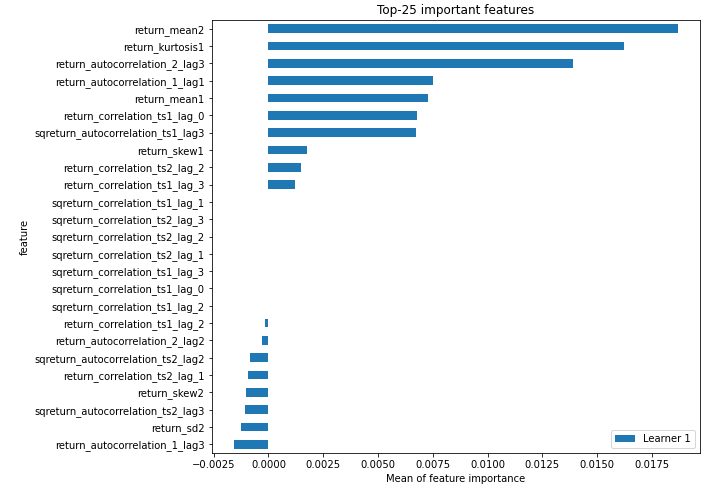 Top-25 important features
return_mean2
return_kurtosis1
return_autocorrelation_2_lag3
return_autocorrelation_1_lag1
return_mean1
return_correlation_ts1_lag_0
sqreturn_autocorrelation_ts1_lag3
return_skew1
return_correlation_ts2_lag_2
return_correlation_ts1_lag_3
sqreturn_correlation_ts1_lag_1
sqreturn_correlation_ts2_lag_3
sqreturn_correlation_ts2_lag_2
sqreturn_correlation_ts2_lag_1
sqreturn_correlation_ts1_lag_3
sqreturn_correlation_ts1_lag_0
sqreturn_correlation_ts1_lag_2
return_correlation_ts1_lag_2
return_autocorrelation_2_lag2
sqreturn_autocorrelation_ts2_lag2
return_correlation_ts2_lag_1
return_skew2
sqreturn_autocorrelation_ts2_lag3
return_sd2
return_autocorrelation_1_lag3
feature
Learner 1
−0.0025 0.0000 0.0025 0.0050 0.0075 0.0100 0.0125 0.0150 0.0175
Mean of feature importance